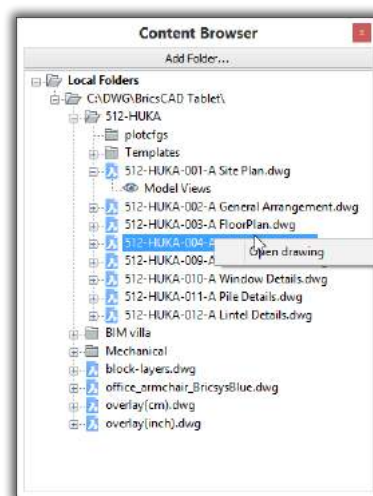 Content Browser
x
Add Folder...
Local Folders
C:\DWG\BricsCAD Tablet\
512-HUKA
plotcfgs
Templates
512-HUKA-001-A Site Plan.dwg
Model Views
512-HUKA-002-A General Arrangement.dwg
512-HUKA-003-A FloorPlan.dwg
512-HUKA-004-A
Open drawing
512-HUKA-009-A
512-HUKA-010-A Window Details.dwg
512-HUKA-011-A Pile Details.dwg
512-HUKA-012-A Lintel Details.dwg
BIM villa
Mechanical
block-layers.dwg
office_armchair_BricsysBlue.dwg
overlay(cm).dwg
overlay(inch).dwg